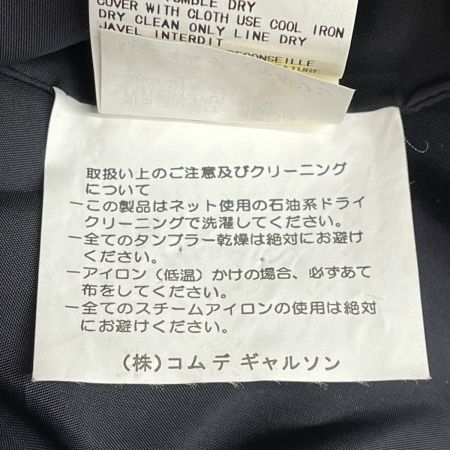 TUMBLE DRY
COVER WITH CLOTH USE COOL IRON
DRY CLEAN ONLY LINE DRY
JAVEL INTERDIT
DECONSEILLE
取扱い上のご注意及びクリーニング
について
－この製品はネット使用の石油系ドライ
クリーニングで洗濯してください。
－全てのタンブラー乾燥は絶対にお避け
ください。
－アイロン（低温）かけの場合、必ずあて
布をしてください。
－全てのスチームアイロンの使用は絶対
にお避けください。
（株）コム デ ギャルソン